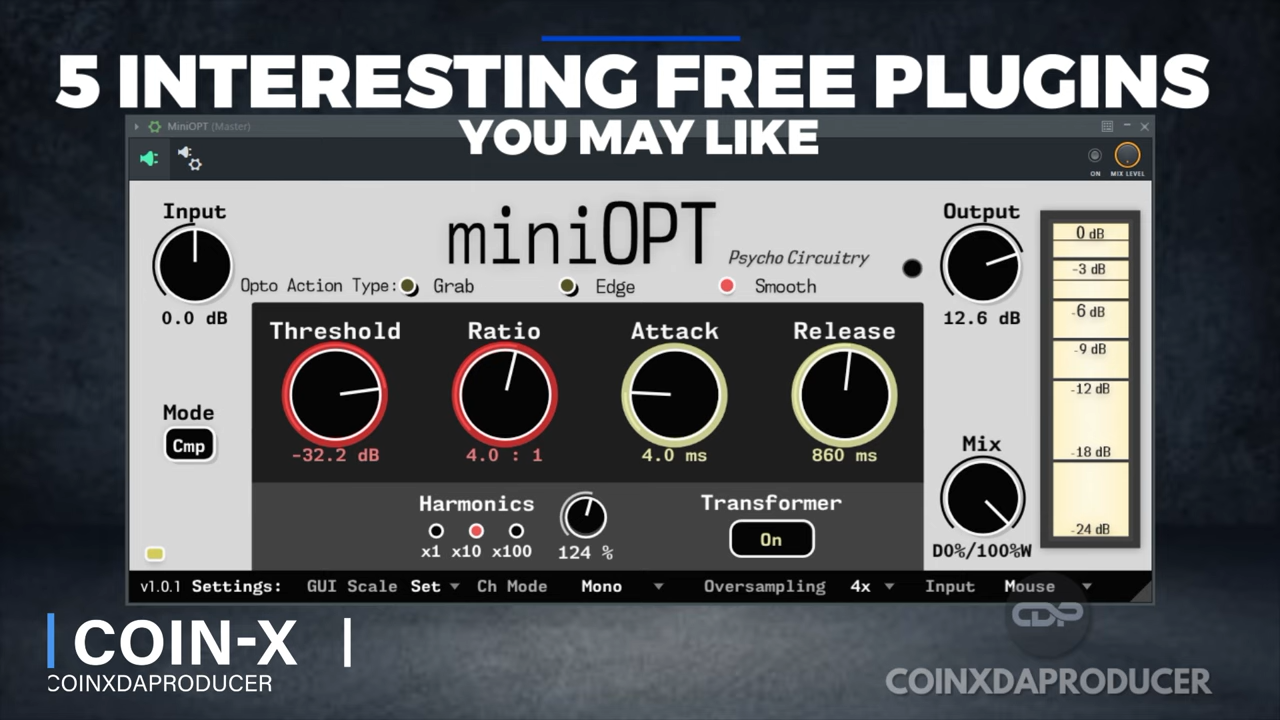 5 INTERESTING FREE PLUGINS
YOU MAY LIKE
MiniOPT (Master)
ON MIX LEVEL
Input
0.0 dB
miniOPT
Psycho Circuitry
Opto Action Type: Grab Edge Smooth
Output
12.6 dB
Threshold Ratio Attack Release
-32.2 dB 4.0 : 1 4.0 ms 860 ms
Mode
Cmp
Harmonics
x1 x10 x100 124 %
Transformer
On
Mix
D0%/100%W
0 dB
-3 dB
-6 dB
-9 dB
-12 dB
-18 dB
-24 dB
v1.0.1 Settings: GUI Scale Set Ch Mode Mono Oversampling 4x Input Mouse
CDP
COIN-X
COINXDAPRODUCER
COINXDAPRODUCER